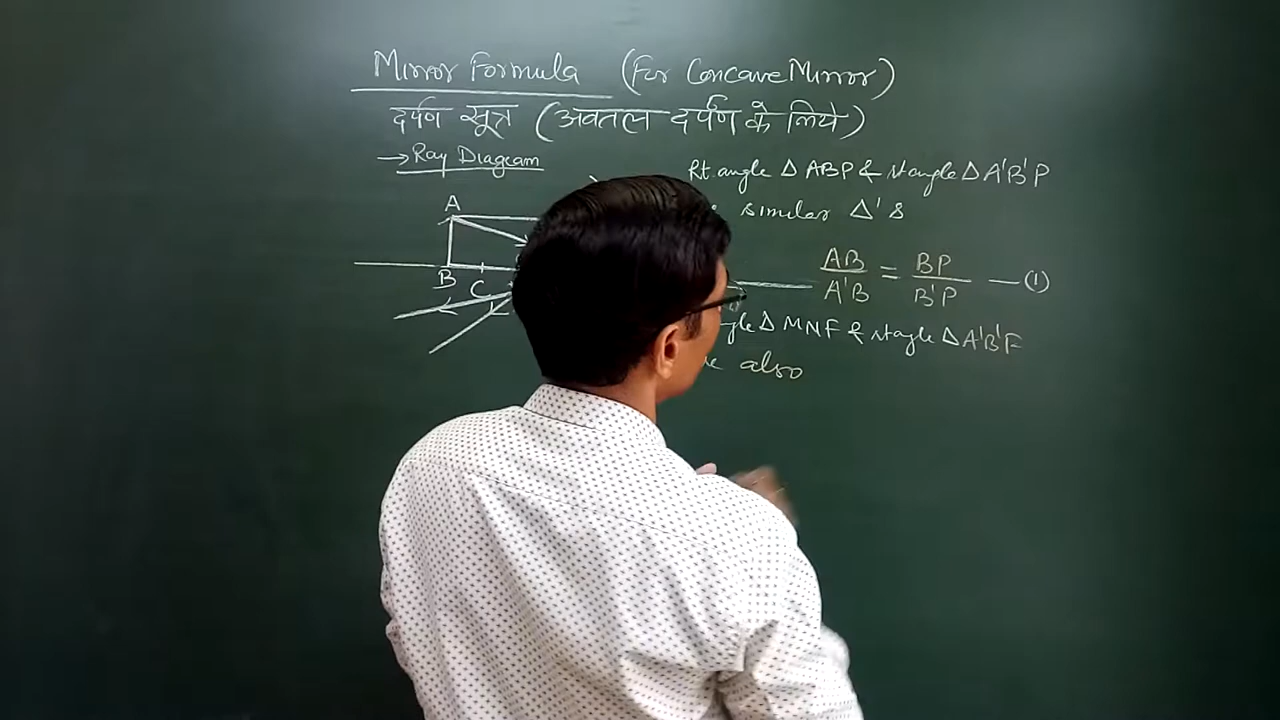 Mirror Formula (For Concave Mirror)
दर्पण सूत्र (अवतल दर्पण के लिये)
→ Ray Diagram
Rt. angle Δ ABP & rt angle Δ A'B'P
similar Δ's
A
B
C
AB/A'B = BP/B'P —(1)
Δ MNF & rt angle Δ A'B'F
also